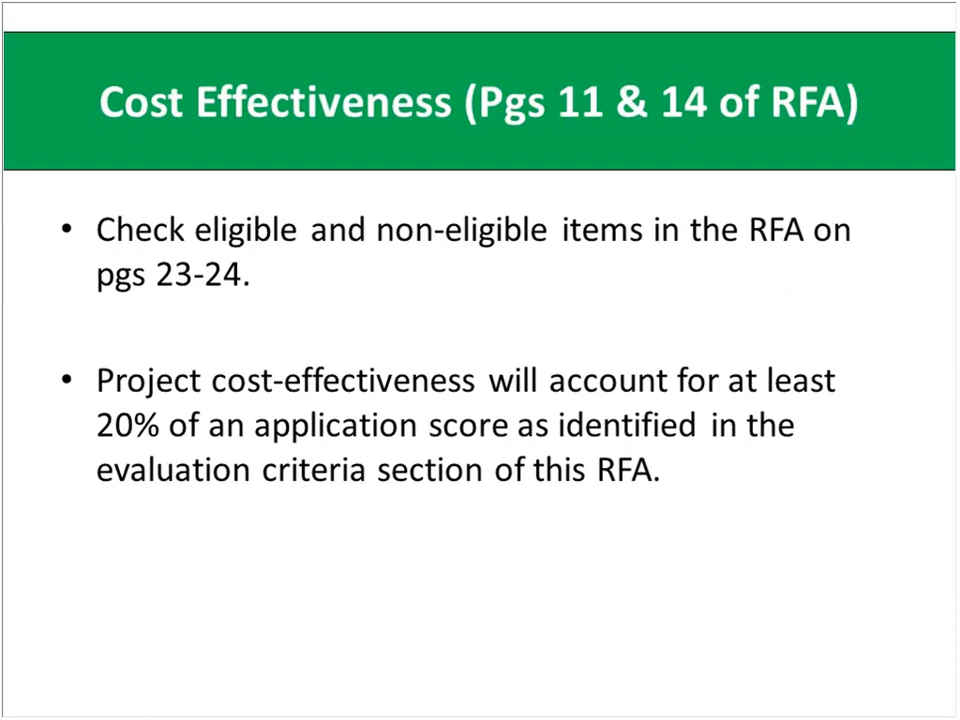 Cost Effectiveness (Pgs 11 & 14 of RFA)
• Check eligible and non-eligible items in the RFA on
pgs 23-24.
• Project cost-effectiveness will account for at least
20% of an application score as identified in the
evaluation criteria section of this RFA.